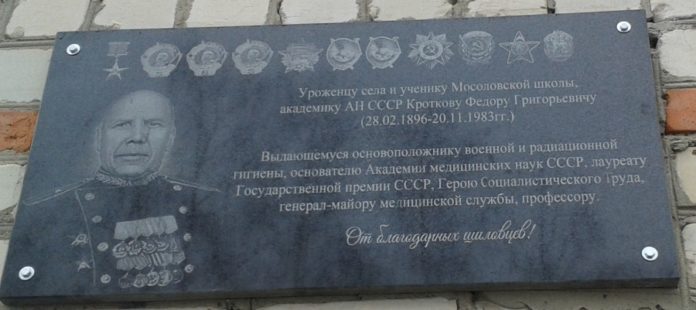 Уроженцу села и ученику Мосоловской школы,
академику АН СССР Кроткову Федору Григорьевичу
(28.02.1896-20.11.1983гг.)
Выдающемуся основоположнику военной и радиационной
гигиены, основателю Академии медицинских наук СССР, лауреату
Государственной премии СССР, Герою Социалистического Труда,
генерал-майору медицинской службы, профессору.
От благодарных шиловцев!